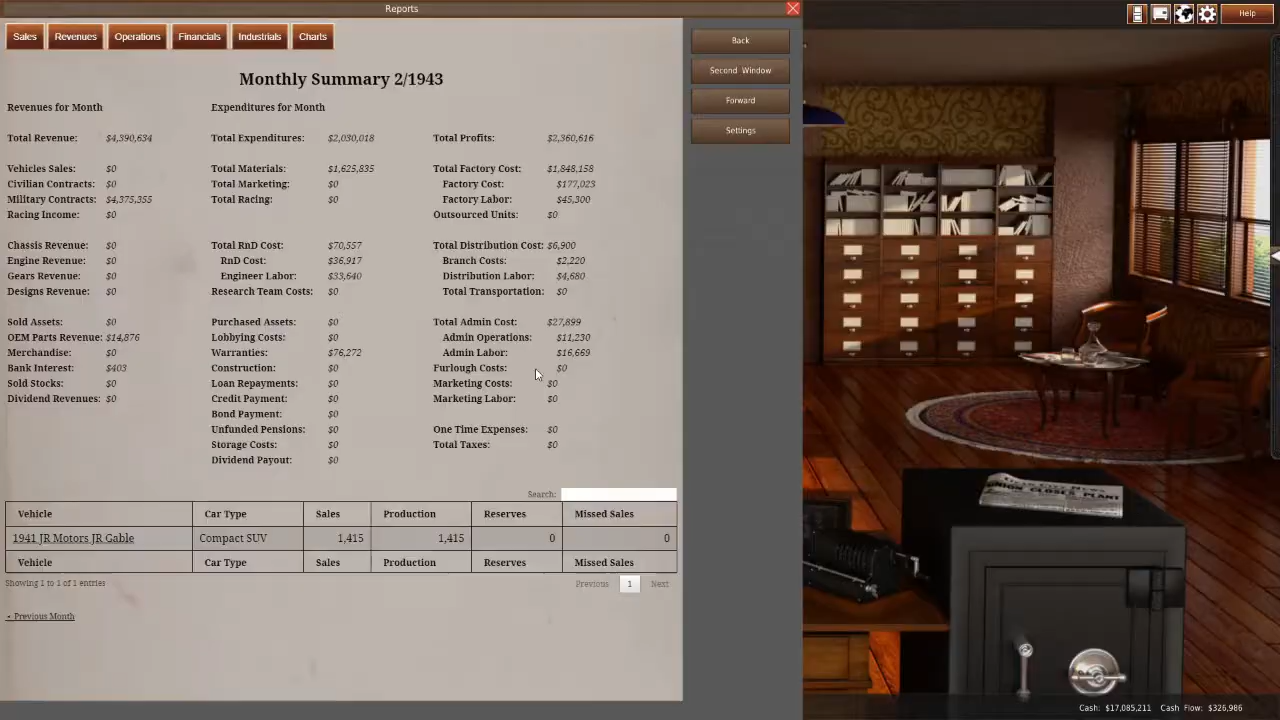 Reports
Help
Sales Revenues Operations Financials Industrials Charts
Back
Second Window
Forward
Settings
Monthly Summary 2/1943
Revenues for Month Expenditures for Month
Total Revenue: $4,390,634 Total Expenditures: $2,030,018 Total Profits: $2,360,616
Vehicles Sales: $0 Total Materials: $1,625,835 Total Factory Cost: $1,848,158
Civilian Contracts: $0 Total Marketing: $0 Factory Cost: $177,023
Military Contracts: $4,375,355 Total Racing: $0 Factory Labor: $45,300
Racing Income: $0 Outsourced Units: $0
Chassis Revenue: $0 Total RnD Cost: $70,557 Total Distribution Cost: $6,900
Engine Revenue: $0 RnD Cost: $36,917 Branch Costs: $2,220
Gears Revenue: $0 Engineer Labor: $33,640 Distribution Labor: $4,680
Designs Revenue: $0 Research Team Costs: $0 Total Transportation: $0
Sold Assets: $0 Purchased Assets: $0 Total Admin Cost: $27,899
OEM Parts Revenue: $14,876 Lobbying Costs: $0 Admin Operations: $11,230
Merchandise: $0 Warranties: $76,272 Admin Labor: $16,669
Bank Interest: $403 Construction: $0 Furlough Costs: $0
Sold Stocks: $0 Loan Repayments: $0 Marketing Costs: $0
Dividend Revenues: $0 Credit Payment: $0 Marketing Labor: $0
Bond Payment: $0
Unfunded Pensions: $0 One Time Expenses: $0
Storage Costs: $0 Total Taxes: $0
Dividend Payout: $0
Search:
Vehicle Car Type Sales Production Reserves Missed Sales
1941 JR Motors JR Gable Compact SUV 1,415 1,415 0 0
Vehicle Car Type Sales Production Reserves Missed Sales
Showing 1 to 1 of 1 entries Previous 1 Next
Previous Month
UNION CLOSES PLANT
Cash: $17,085,211 Cash Flow: $326,986